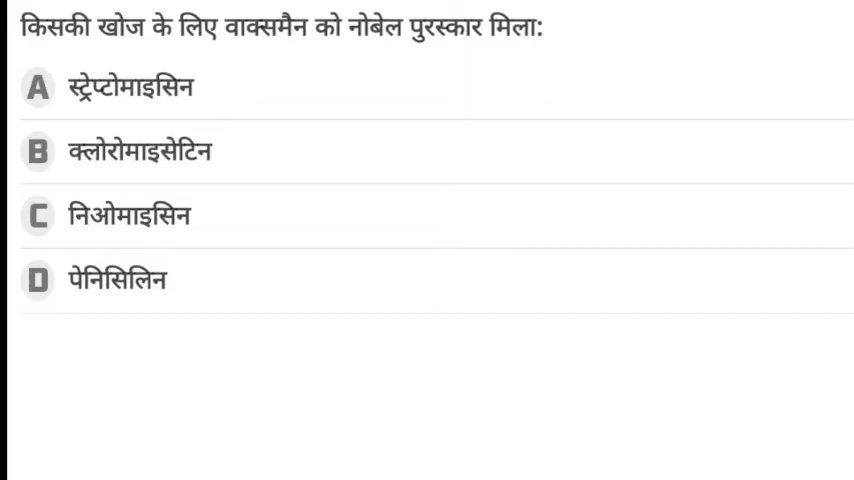 किसकी खोज के लिए वाक्समैन को नोबेल पुरस्कार मिला:
A स्ट्रेप्टोमाइसिन
B क्लोरोमाइसेटिन
C निओमाइसिन
D पेनिसिलिन